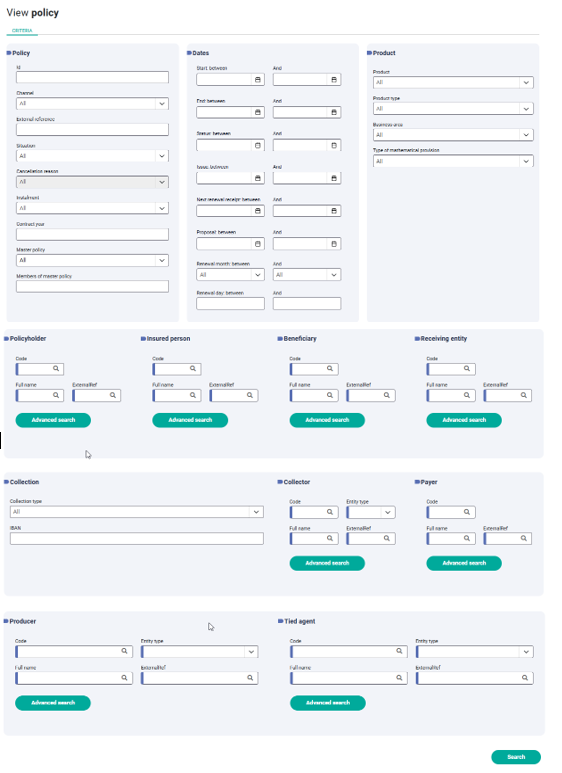 View policy
CRITERIA
Policy
Id
Channel
All
External reference
Situation
All
Cancellation reason
All
Instalment
All
Contract year
Master policy
All
Members of master policy
Dates
Start: between And
End: between And
Status: between And
Issue: between And
Next renewal receipt: between And
Proposal: between And
Renewal month: between And
All All
Renewal day: between And
Product
Product
All
Product type
All
Business area
All
Type of mathematical provision
All
Policyholder
Code
Full name ExternalRef
Advanced search
Insured person
Code
Full name ExternalRef
Advanced search
Beneficiary
Code
Full name ExternalRef
Advanced search
Receiving entity
Code
Full name ExternalRef
Advanced search
Collection
Collection type
All
IBAN
Collector
Code Entity type
Full name ExternalRef
Advanced search
Payer
Code
Full name ExternalRef
Advanced search
Producer
Code Entity type
Full name ExternalRef
Advanced search
Tied agent
Code Entity type
Full name ExternalRef
Advanced search
Search